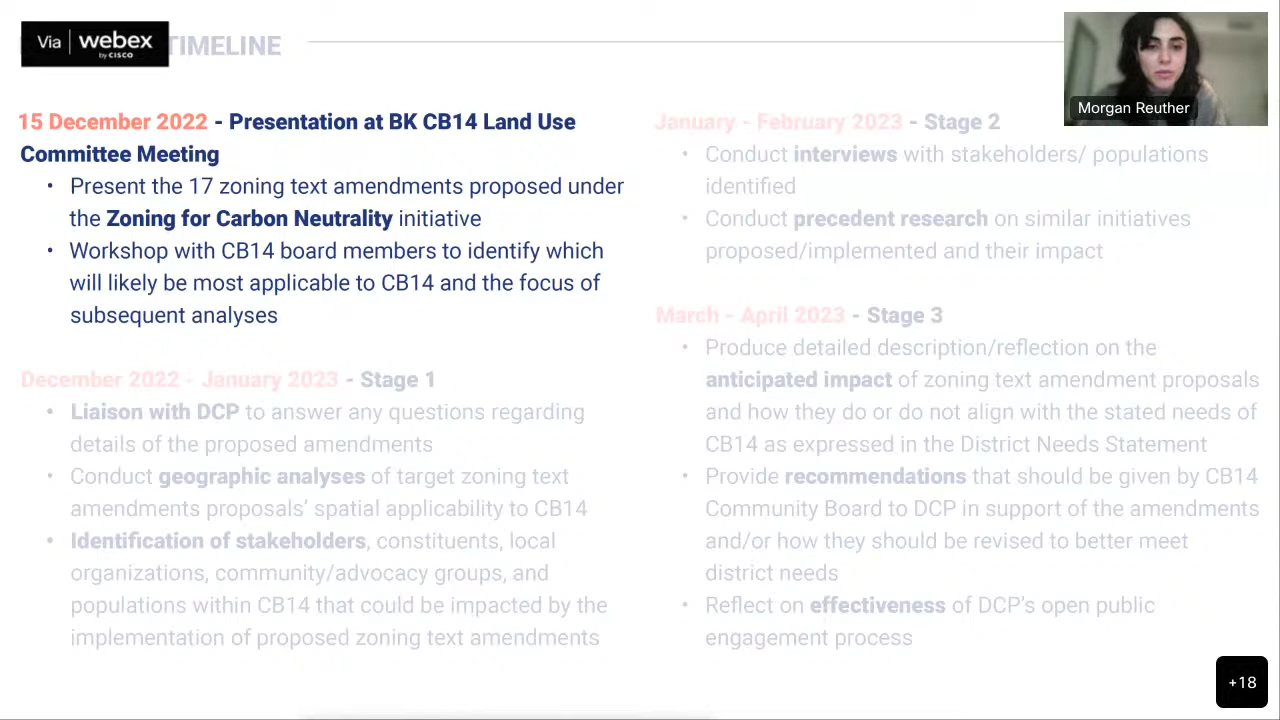 Via | webex
by CISCO
TIMELINE
Morgan Reuther
15 December 2022 - Presentation at BK CB14 Land Use
Committee Meeting
• Present the 17 zoning text amendments proposed under
the Zoning for Carbon Neutrality initiative
• Workshop with CB14 board members to identify which
will likely be most applicable to CB14 and the focus of
subsequent analyses
December 2022 - January 2023 - Stage 1
• Liaison with DCP to answer any questions regarding
details of the proposed amendments
• Conduct geographic analyses of target zoning text
amendments proposals' spatial applicability to CB14
• Identification of stakeholders, constituents, local
organizations, community/advocacy groups, and
populations within CB14 that could be impacted by the
implementation of proposed zoning text amendments
January - February 2023 - Stage 2
• Conduct interviews with stakeholders/ populations
identified
• Conduct precedent research on similar initiatives
proposed/implemented and their impact
March - April 2023 - Stage 3
• Produce detailed description/reflection on the
anticipated impact of zoning text amendment proposals
and how they do or do not align with the stated needs of
CB14 as expressed in the District Needs Statement
• Provide recommendations that should be given by CB14
Community Board to DCP in support of the amendments
and/or how they should be revised to better meet
district needs
• Reflect on effectiveness of DCP's open public
engagement process
+18